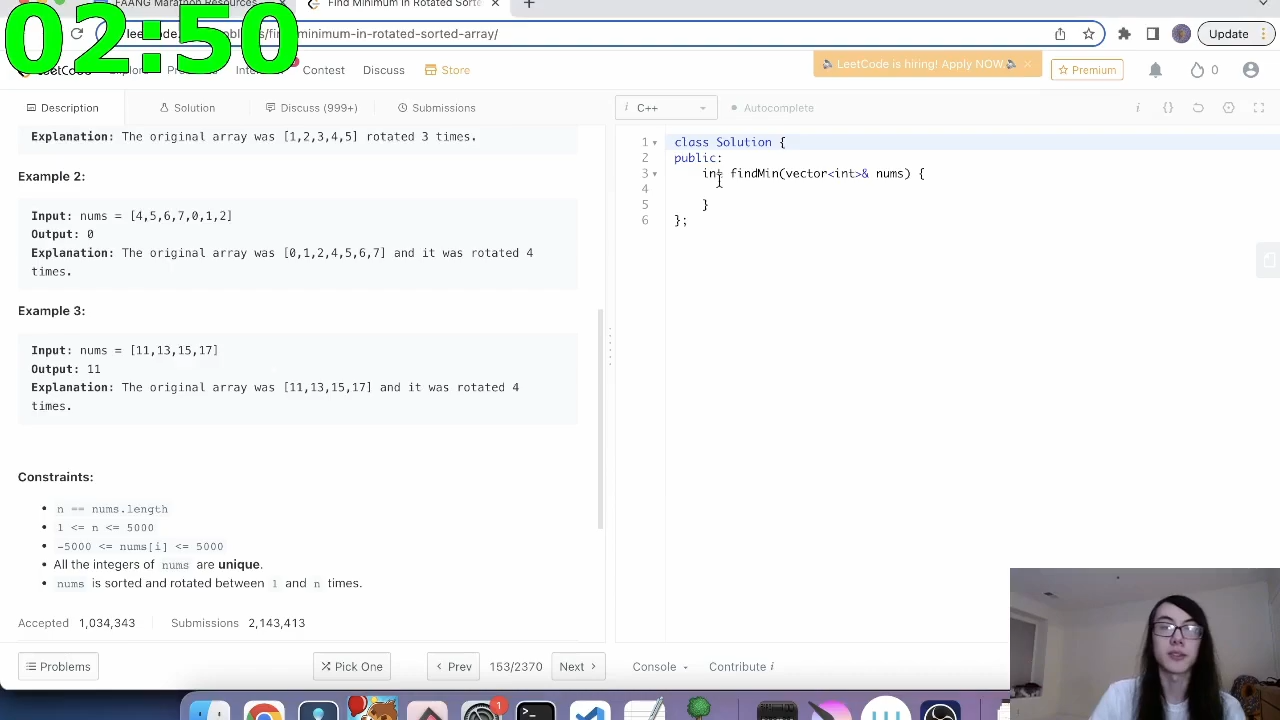 02:50
FAANG Marathon Resources
Find Minimum in Rotated Sorte
minimum-in-rotated-sorted-array/
Update
LeetCode is hiring! Apply NOW.
Contest
Discuss
Store
Premium
0
Description
Solution
Discuss (999+)
Submissions
i C++
Autocomplete
Explanation: The original array was [1,2,3,4,5] rotated 3 times.
Example 2:
Input: nums = [4,5,6,7,0,1,2]
Output: 0
Explanation: The original array was [0,1,2,4,5,6,7] and it was rotated 4
times.
Example 3:
Input: nums = [11,13,15,17]
Output: 11
Explanation: The original array was [11,13,15,17] and it was rotated 4
times.
Constraints:
n == nums.length
1 <= n <= 5000
-5000 <= nums[i] <= 5000
All the integers of nums are unique.
nums is sorted and rotated between 1 and n times.
Accepted 1,034,343 Submissions 2,143,413
1 class Solution {
2 public:
3 int findMin(vector<int>& nums) {
4
5 }
6 };
Problems
Pick One
Prev
153/2370
Next
Console
Contribute i
1